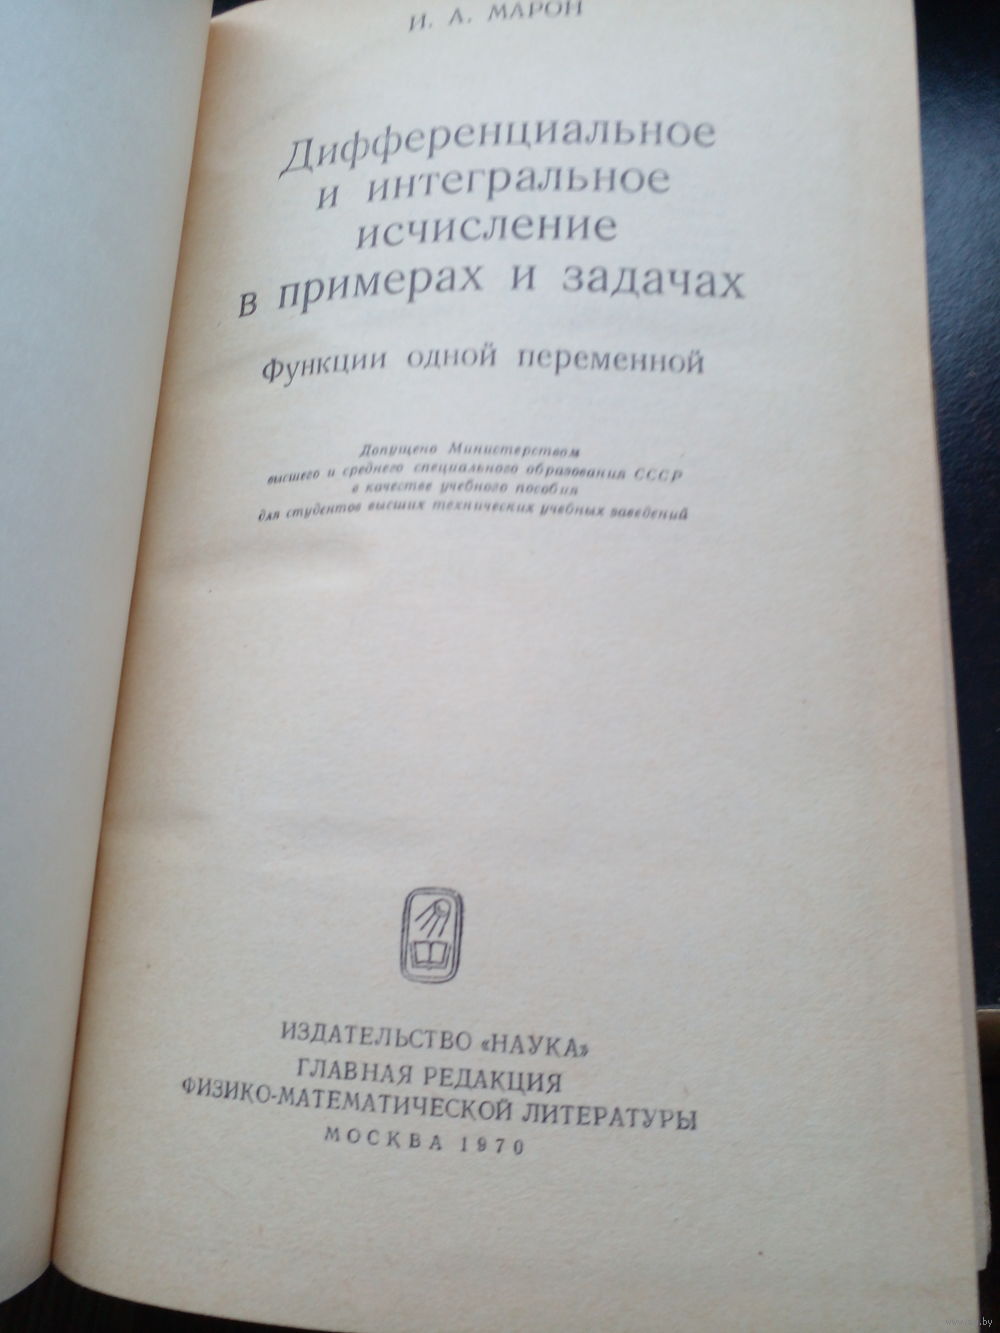 И. А. МАРОН
Дифференциальное
и интегральное
исчисление
в примерах и задачах
Функции одной переменной
Допущено Министерством
высшего и среднего специального образования СССР
в качестве учебного пособия
для студентов высших технических учебных заведений
ИЗДАТЕЛЬСТВО «НАУКА»
ГЛАВНАЯ РЕДАКЦИЯ
ФИЗИКО-МАТЕМАТИЧЕСКОЙ ЛИТЕРАТУРЫ
МОСКВА 1970